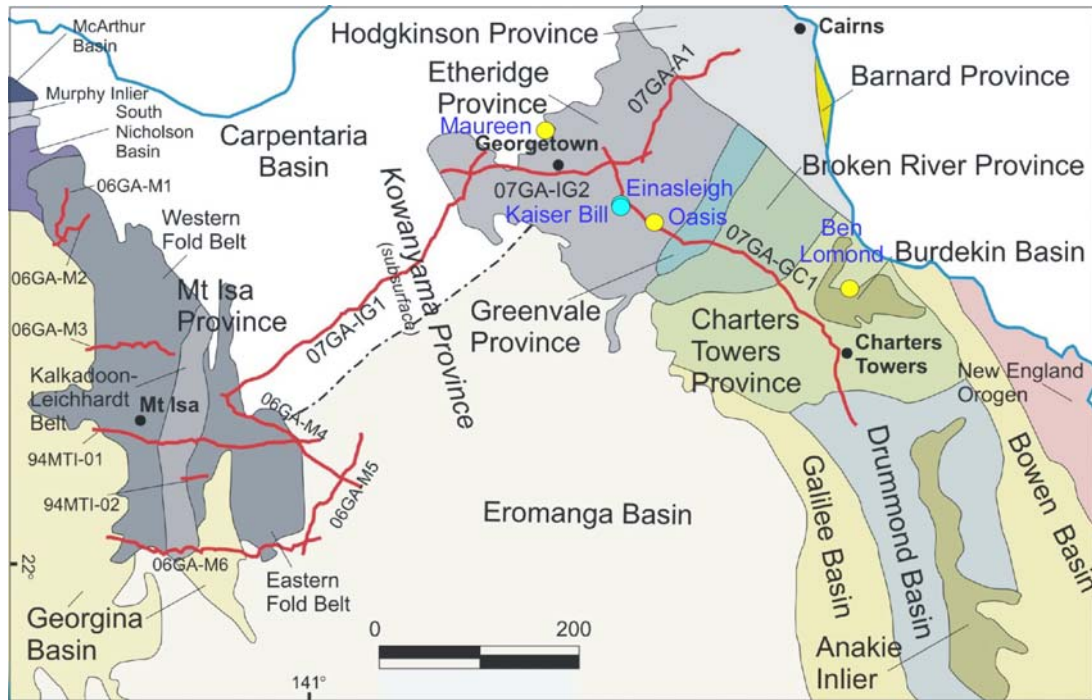 McArthur
Basin
Murphy Inlier
South
Nicholson
Basin
Carpentaria
Basin
Hodgkinson Province
Cairns
Etheridge
Province
07GA-A1
Barnard Province
Maureen
Georgetown
Broken River Province
06GA-M1
Western
Fold Belt
Kowanyama Province
(subsurface)
07GA-IG2
Einasleigh
Kaiser Bill
Oasis
Ben
Lomond
Burdekin Basin
06GA-M2
Mt Isa
Province
07GA-IG1
07GA-GC1
Greenvale
Province
06GA-M3
Charters
Towers
Province
Charters
Towers
Kalkadoon-
Leichhardt
Belt
Mt Isa
New England
Orogen
06GA-M4
94MTI-01
94MTI-02
06GA-M5
Eromanga Basin
Galilee Basin
Drummond Basin
Bowen Basin
22°
06GA-M6
Eastern
Fold Belt
Georgina
Basin
0
200
Anakie
Inlier
141°